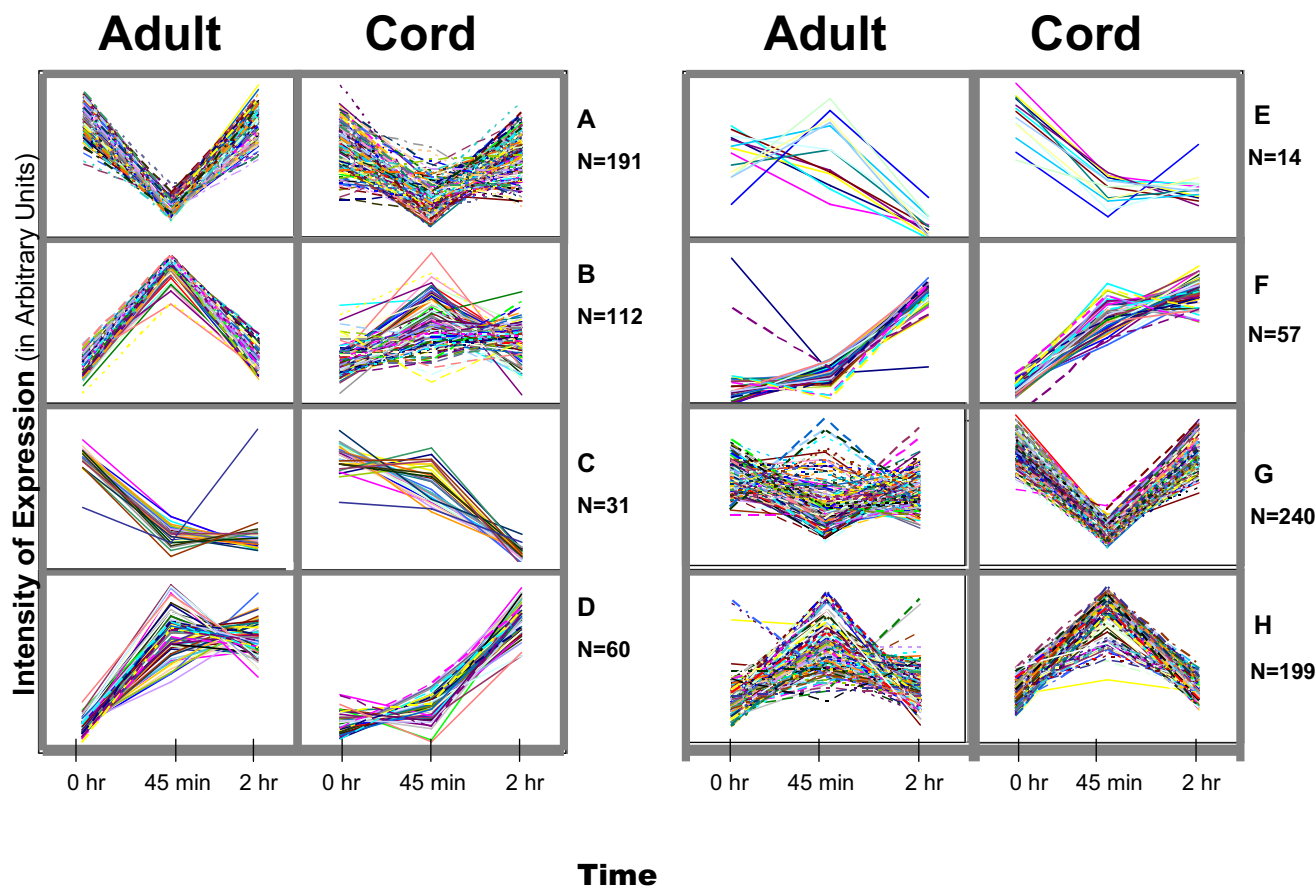 Adult Cord Adult Cord
Intensity of Expression (in Arbitrary Units)
A
N=191
B
N=112
C
N=31
D
N=60
E
N=14
F
N=57
G
N=240
H
N=199
0 hr 45 min 2 hr 0 hr 45 min 2 hr 0 hr 45 min 2 hr 0 hr 45 min 2 hr
Time